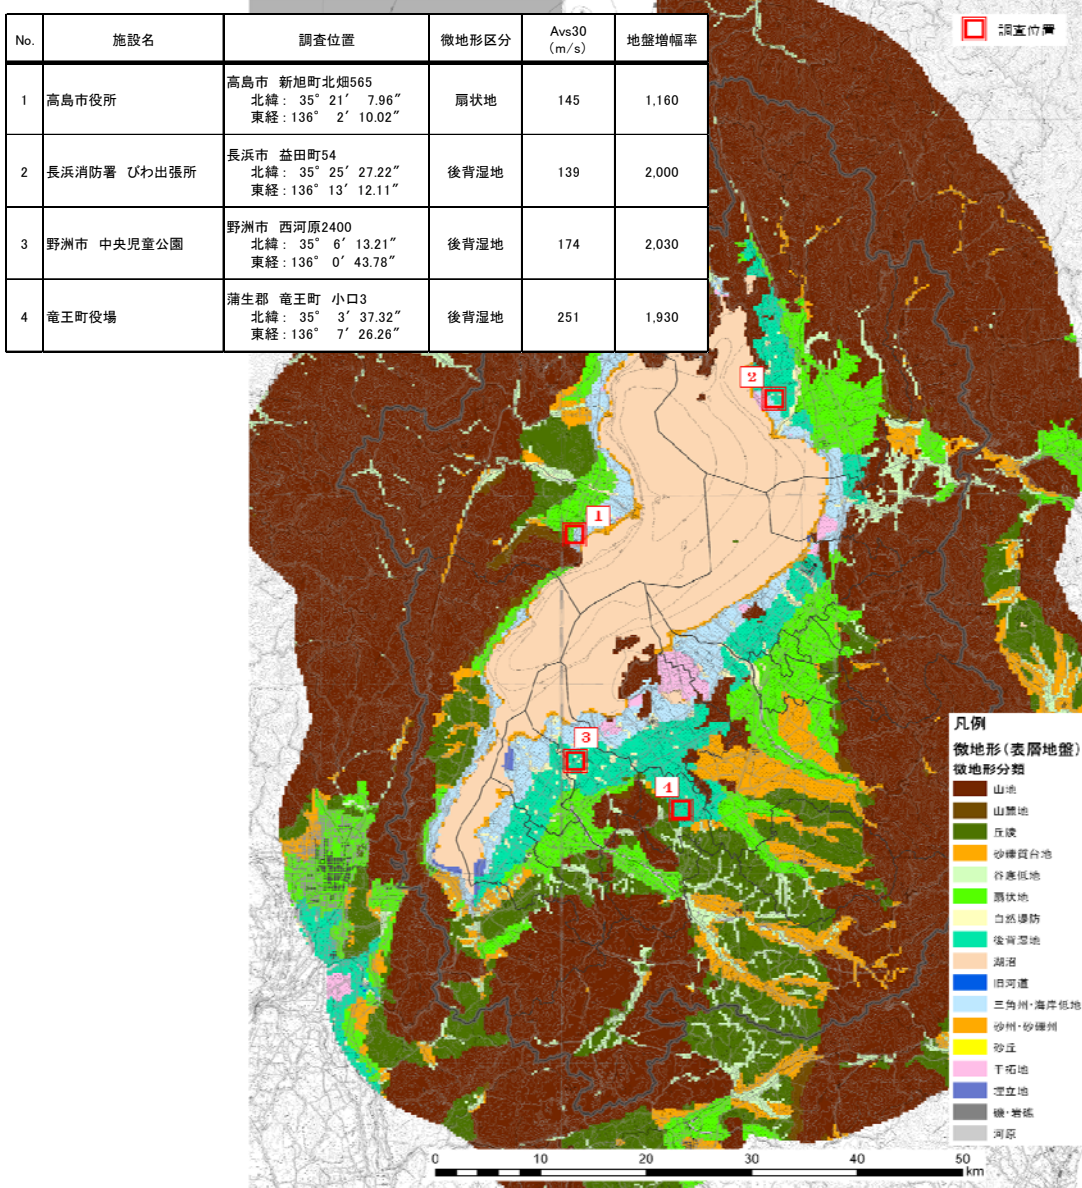 No. 施設名 調査位置 微地形区分 Avs30 (m/s) 地盤増幅率
1 高島市役所 高島市 新旭町北畑565 扇状地 145 1,160
北緯： 35° 21′ 7.96″
東経：136° 2′ 10.02″
2 長浜消防署 びわ出張所 長浜市 益田町54 後背湿地 139 2,000
北緯： 35° 25′ 27.22″
東経：136° 13′ 12.11″
3 野洲市 中央児童公園 野洲市 西河原2400 後背湿地 174 2,030
北緯： 35° 6′ 13.21″
東経：136° 0′ 43.78″
4 竜王町役場 蒲生郡 竜王町 小口3 後背湿地 251 1,930
北緯： 35° 3′ 37.32″
東経：136° 7′ 26.26″
調査位置
2
1
3
4
凡例
微地形(表層地盤)
微地形分類
山地
山麓地
丘陵
砂礫質台地
谷底低地
扇状地
自然堤防
後背湿地
湖沼
旧河道
三角州・海岸低地
砂州・砂礫州
砂丘
干拓地
埋立地
磯・岩礁
河原
0 10 20 30 40 50
km